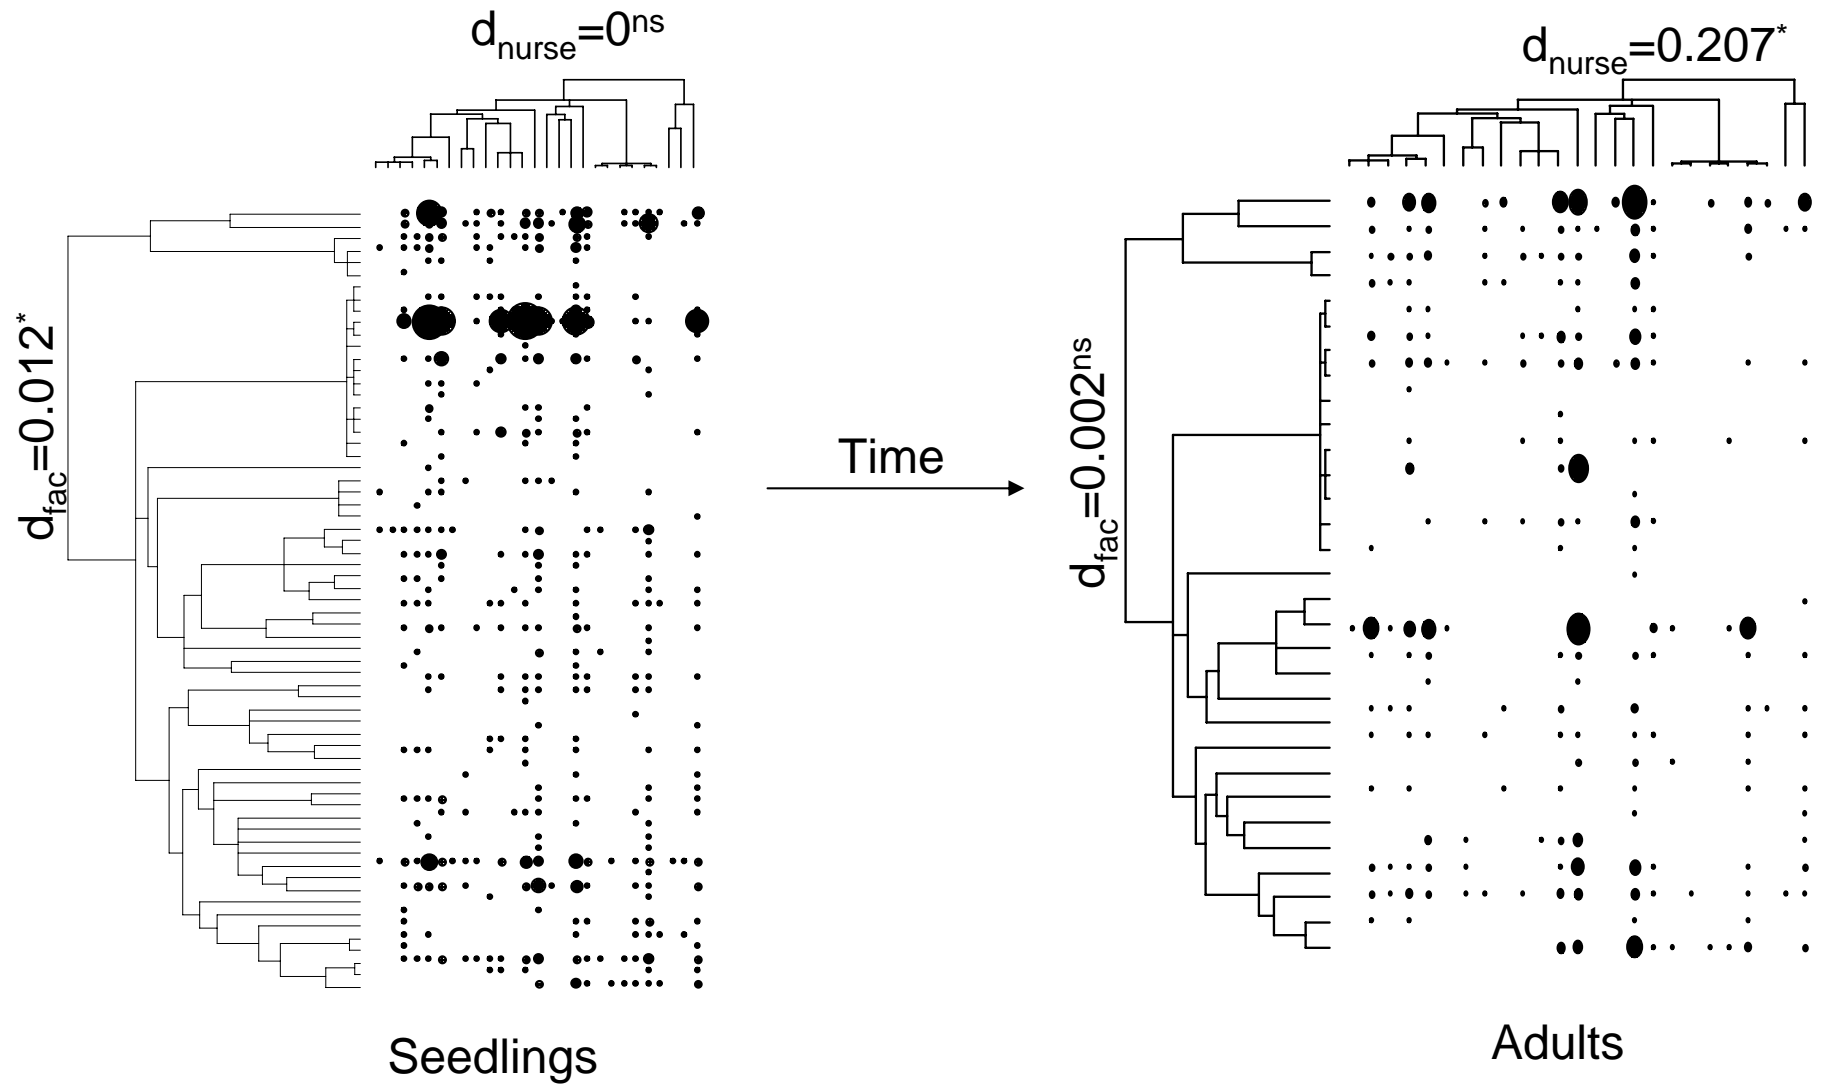 d_nurse=0^ns
d_nurse=0.207^*
d_fac=0.012^*
Time
d_fac=0.002^ns
Seedlings
Adults